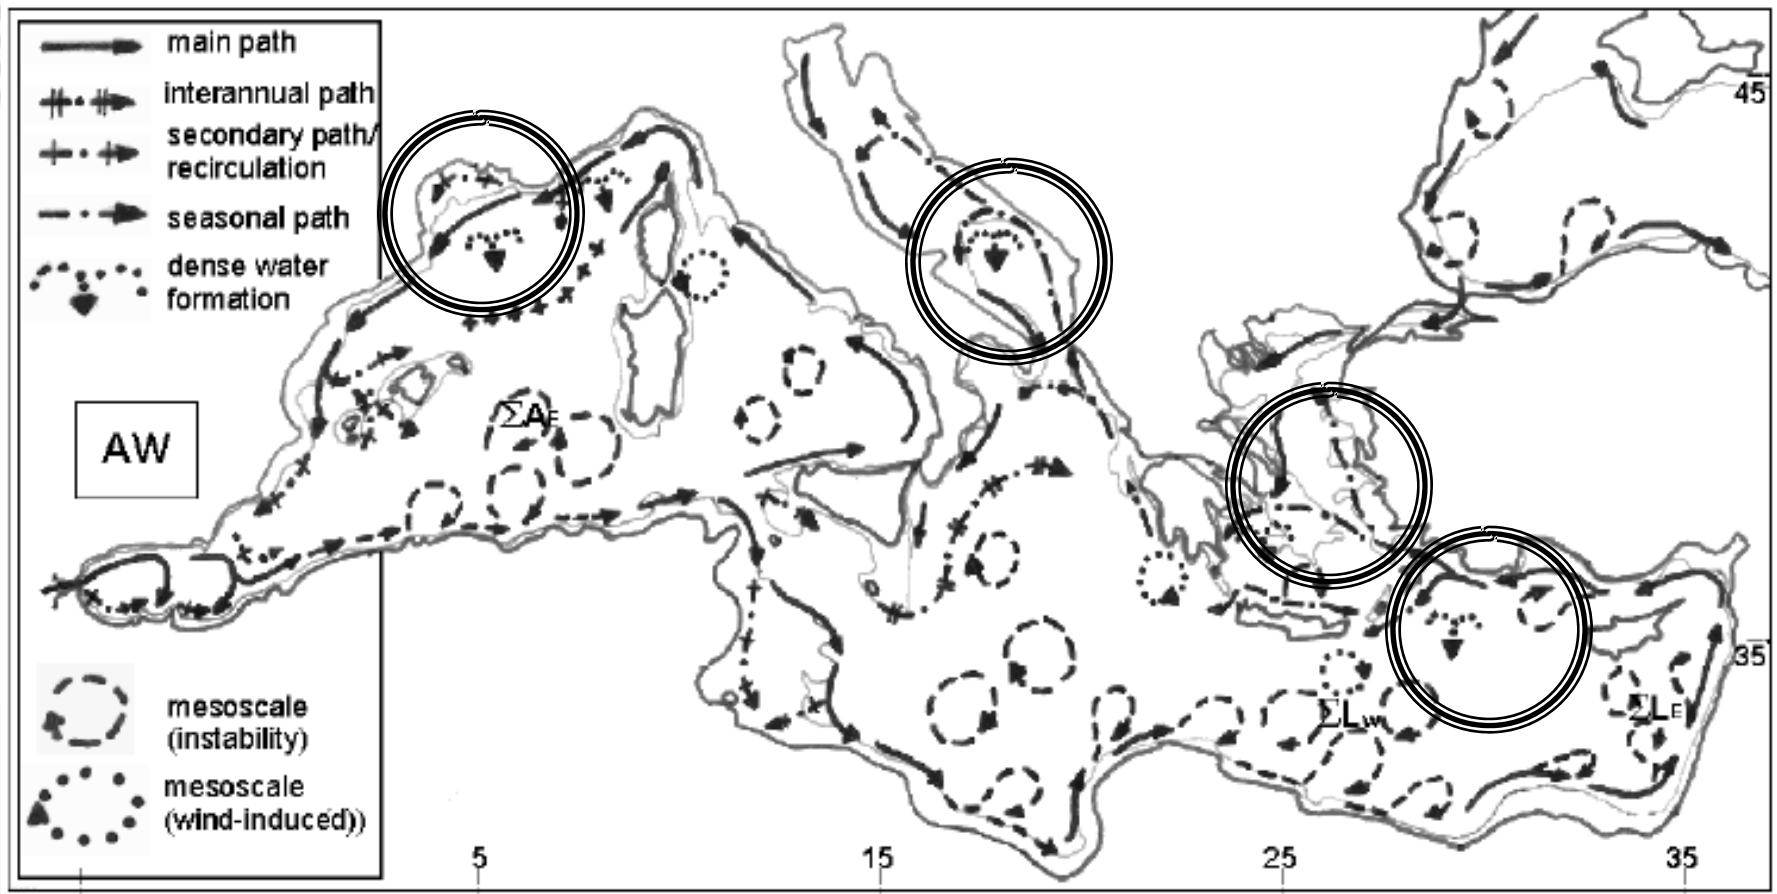 main path
interannual path
secondary path/
recirculation
seasonal path
dense water
formation
AW
mesoscale
(instability)
mesoscale
(wind-induced))
ΣAE
ΣLW
ΣLE
45
35
5
15
25
35